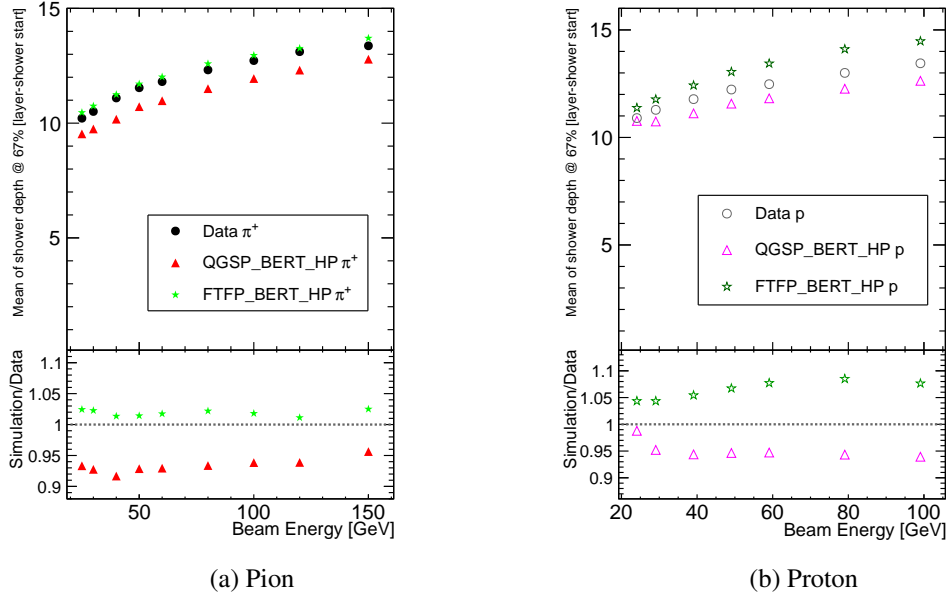 Mean of shower depth @ 67% [layer-shower start]
15
10
5
Data π⁺
QGSP_BERT_HP π⁺
FTFP_BERT_HP π⁺
Simulation/Data
1.1
1.05
1
0.95
0.9
50
100
150
Beam Energy [GeV]
(a) Pion
Mean of shower depth @ 67% [layer-shower start]
15
10
5
Data p
QGSP_BERT_HP p
FTFP_BERT_HP p
Simulation/Data
1.1
1.05
1
0.95
0.9
20
40
60
80
100
Beam Energy [GeV]
(b) Proton